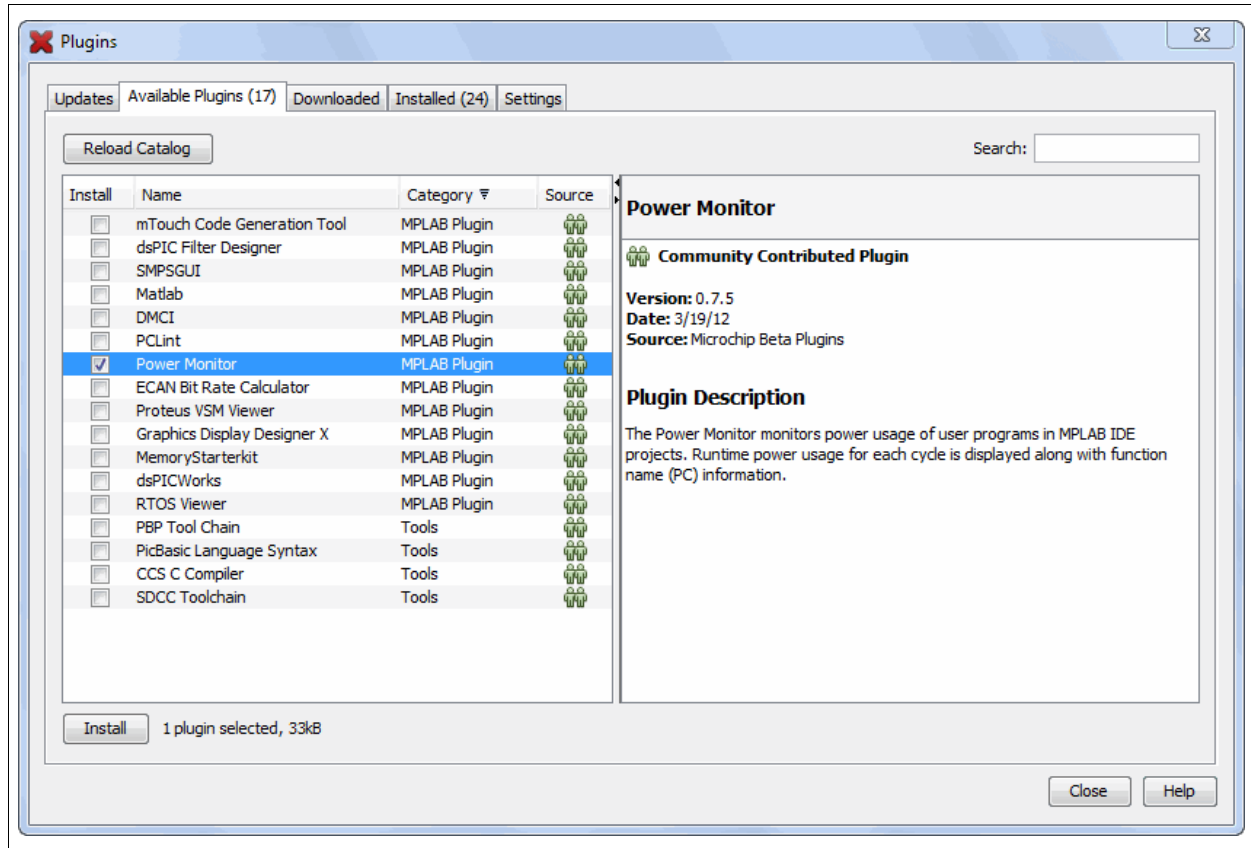 Plugins
Updates Available Plugins (17) Downloaded Installed (24) Settings
Reload Catalog Search:
Install Name Category Source
mTouch Code Generation Tool MPLAB Plugin
dsPIC Filter Designer MPLAB Plugin
SMPSGUI MPLAB Plugin
Matlab MPLAB Plugin
DMCI MPLAB Plugin
PCLint MPLAB Plugin
Power Monitor MPLAB Plugin
ECAN Bit Rate Calculator MPLAB Plugin
Proteus VSM Viewer MPLAB Plugin
Graphics Display Designer X MPLAB Plugin
MemoryStarterkit MPLAB Plugin
dsPICWorks MPLAB Plugin
RTOS Viewer MPLAB Plugin
PBP Tool Chain Tools
PicBasic Language Syntax Tools
CCS C Compiler Tools
SDCC Toolchain Tools
Power Monitor
Community Contributed Plugin
Version: 0.7.5
Date: 3/19/12
Source: Microchip Beta Plugins
Plugin Description
The Power Monitor monitors power usage of user programs in MPLAB IDE
projects. Runtime power usage for each cycle is displayed along with function
name (PC) information.
Install 1 plugin selected, 33kB
Close Help